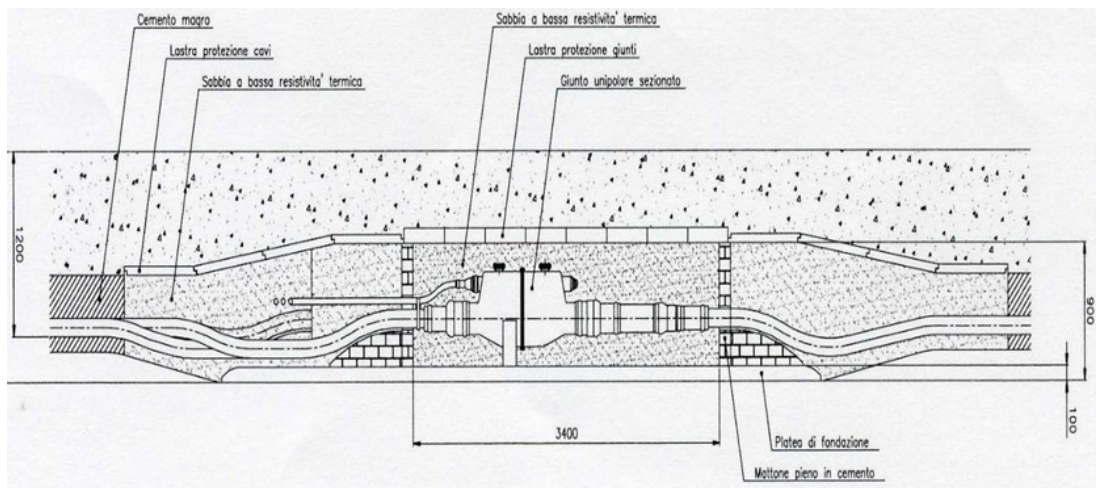 Cemento magro
Lastra protezione cavi
Sabbia a bassa resistivita' termica
Sabbia a bassa resistivita' termica
Lastra protezione giunti
Giunto unipolare sezionato
1200
900
100
3400
Platea di fondazione
Mattone pieno in cemento